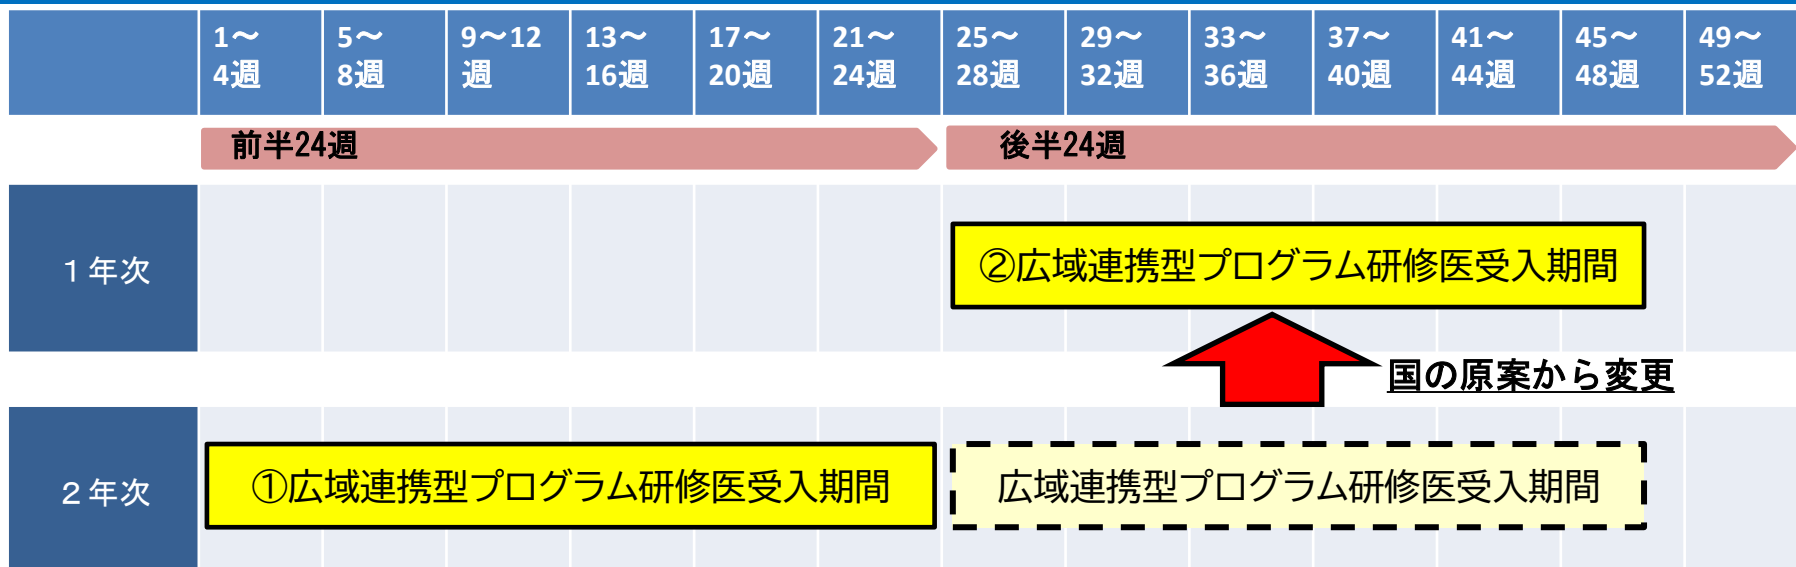 1～
4週
5～
8週
9～12
週
13～
16週
17～
20週
21～
24週
25～
28週
29～
32週
33～
36週
37～
40週
41～
44週
45～
48週
49～
52週
前半24週
後半24週
１年次
②広域連携型プログラム研修医受入期間
国の原案から変更
２年次
①広域連携型プログラム研修医受入期間
広域連携型プログラム研修医受入期間